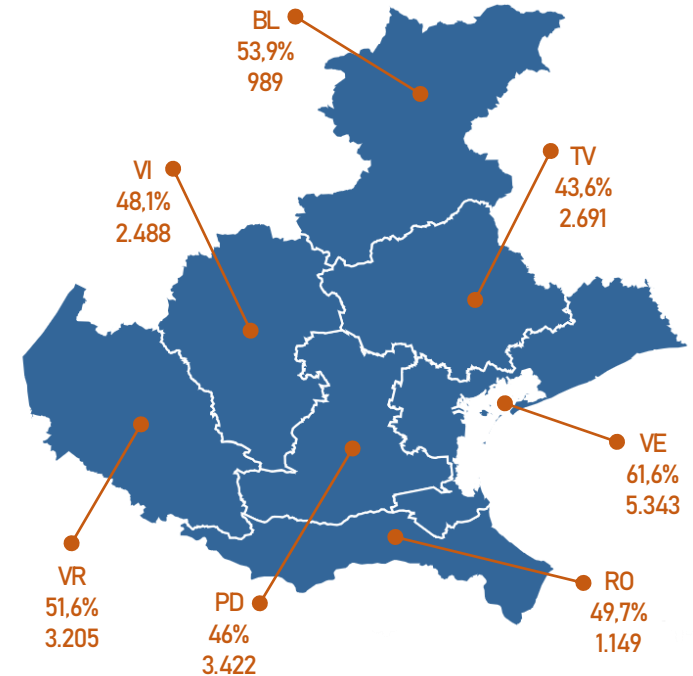 BL
53,9%
989
TV
43,6%
2.691
VI
48,1%
2.488
VE
61,6%
5.343
VR
51,6%
3.205
PD
46%
3.422
RO
49,7%
1.149